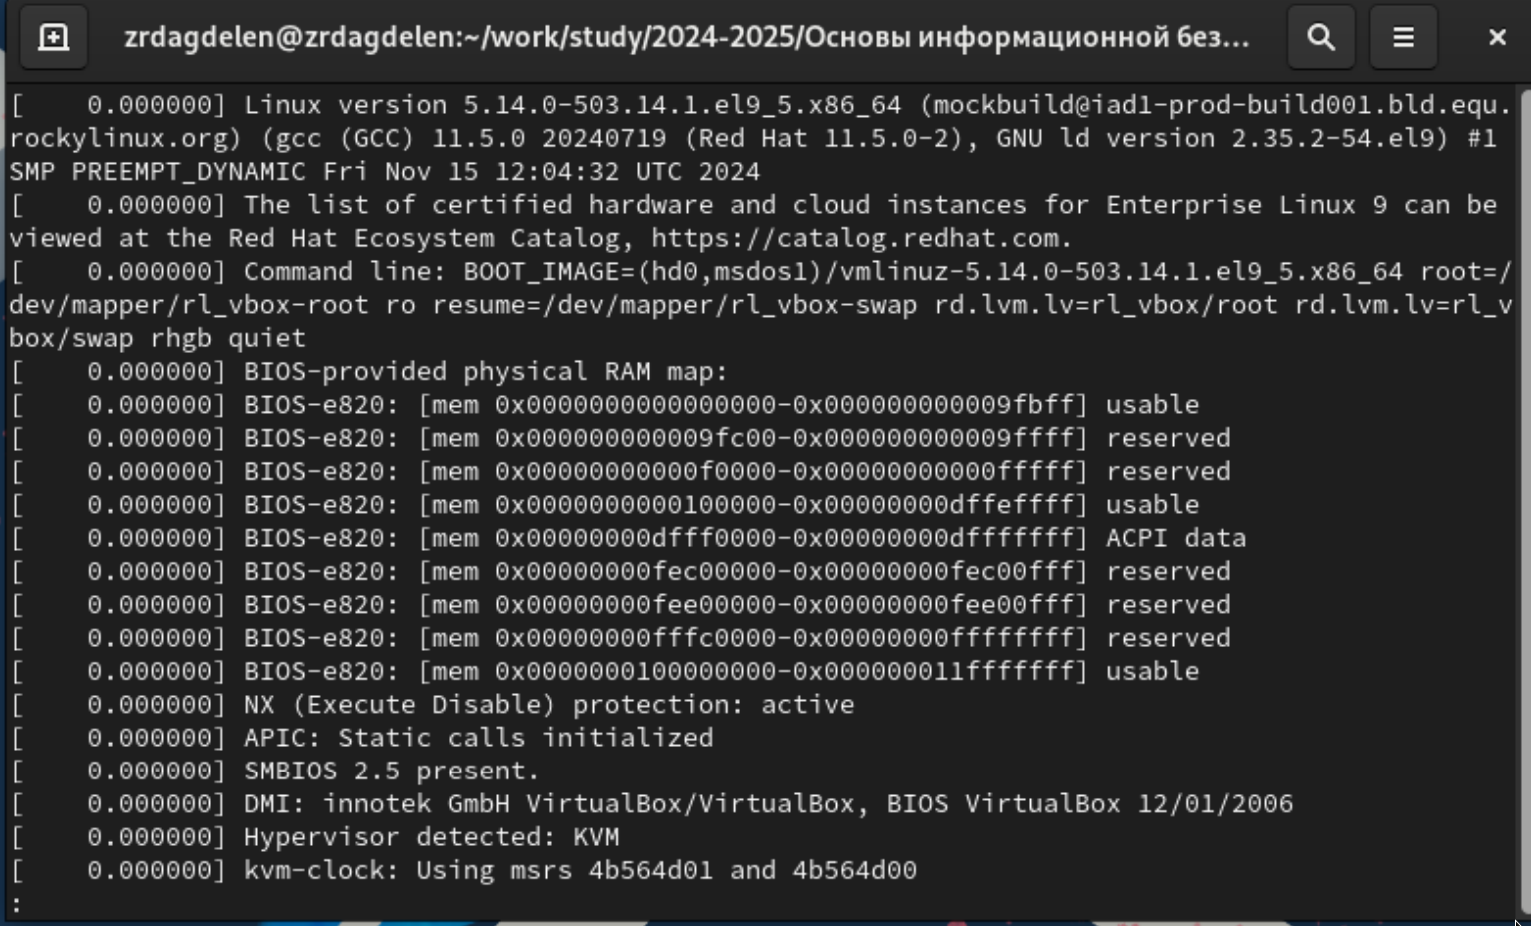 zrdagdelen@zrdagdelen:~/work/study/2024-2025/Основы информационной без...
[    0.000000] Linux version 5.14.0-503.14.1.el9_5.x86_64 (mockbuild@iad1-prod-build001.bld.equ.
rockylinux.org) (gcc (GCC) 11.5.0 20240719 (Red Hat 11.5.0-2), GNU ld version 2.35.2-54.el9) #1
SMP PREEMPT_DYNAMIC Fri Nov 15 12:04:32 UTC 2024
[    0.000000] The list of certified hardware and cloud instances for Enterprise Linux 9 can be
viewed at the Red Hat Ecosystem Catalog, https://catalog.redhat.com.
[    0.000000] Command line: BOOT_IMAGE=(hd0,msdos1)/vmlinuz-5.14.0-503.14.1.el9_5.x86_64 root=/
dev/mapper/rl_vbox-root ro resume=/dev/mapper/rl_vbox-swap rd.lvm.lv=rl_vbox/root rd.lvm.lv=rl_v
box/swap rhgb quiet
[    0.000000] BIOS-provided physical RAM map:
[    0.000000] BIOS-e820: [mem 0x0000000000000000-0x000000000009fbff] usable
[    0.000000] BIOS-e820: [mem 0x000000000009fc00-0x000000000009ffff] reserved
[    0.000000] BIOS-e820: [mem 0x00000000000f0000-0x00000000000fffff] reserved
[    0.000000] BIOS-e820: [mem 0x0000000000100000-0x00000000dffeffff] usable
[    0.000000] BIOS-e820: [mem 0x00000000dfff0000-0x00000000dfffffff] ACPI data
[    0.000000] BIOS-e820: [mem 0x00000000fec00000-0x00000000fec00fff] reserved
[    0.000000] BIOS-e820: [mem 0x00000000fee00000-0x00000000fee00fff] reserved
[    0.000000] BIOS-e820: [mem 0x00000000fffc0000-0x00000000ffffffff] reserved
[    0.000000] BIOS-e820: [mem 0x0000000100000000-0x000000011fffffff] usable
[    0.000000] NX (Execute Disable) protection: active
[    0.000000] APIC: Static calls initialized
[    0.000000] SMBIOS 2.5 present.
[    0.000000] DMI: innotek GmbH VirtualBox/VirtualBox, BIOS VirtualBox 12/01/2006
[    0.000000] Hypervisor detected: KVM
[    0.000000] kvm-clock: Using msrs 4b564d01 and 4b564d00
: